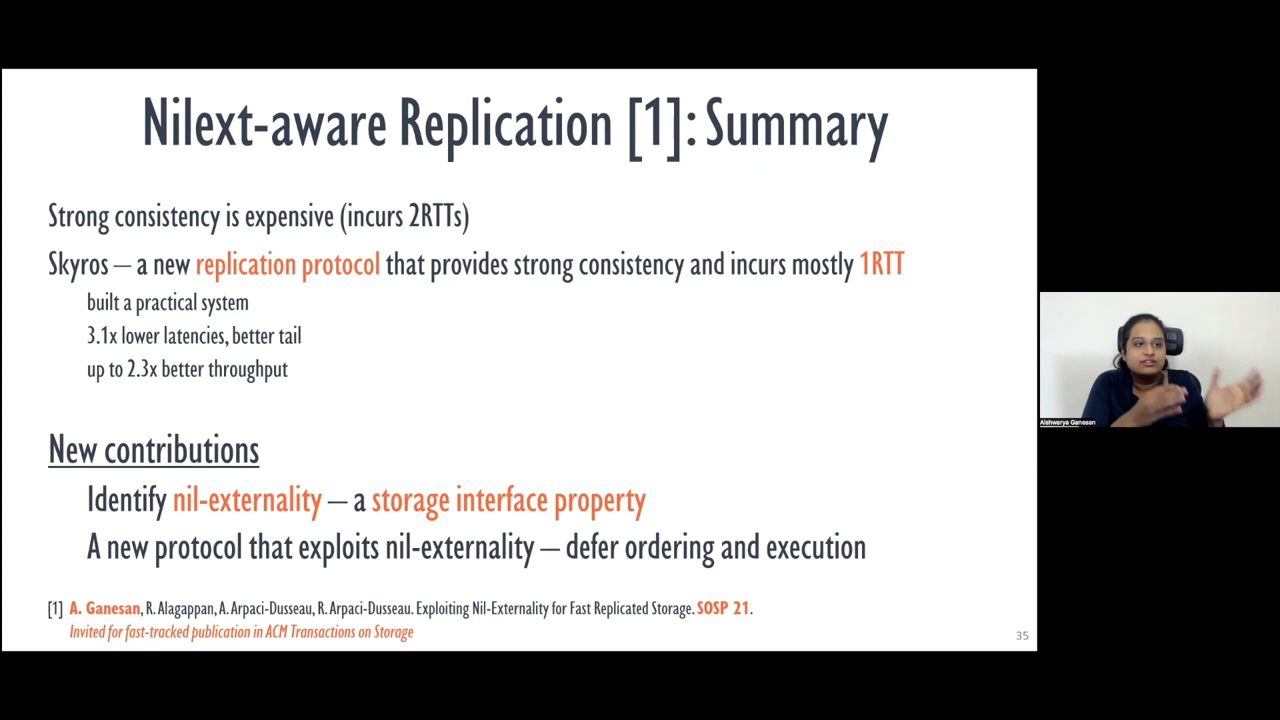 Nilext-aware Replication [1]: Summary
Strong consistency is expensive (incurs 2RTTs)
Skyros – a new replication protocol that provides strong consistency and incurs mostly 1RTT
built a practical system
3.1x lower latencies, better tail
up to 2.3x better throughput
New contributions
Identify nil-externality – a storage interface property
A new protocol that exploits nil-externality – defer ordering and execution
[1] A. Ganesan, R. Alagappan, A. Arpaci-Dusseau, R. Arpaci-Dusseau. Exploiting Nil-Externality for Fast Replicated Storage. SOSP 21.
Invited for fast-tracked publication in ACM Transactions on Storage
35
Aishwarya Ganesan